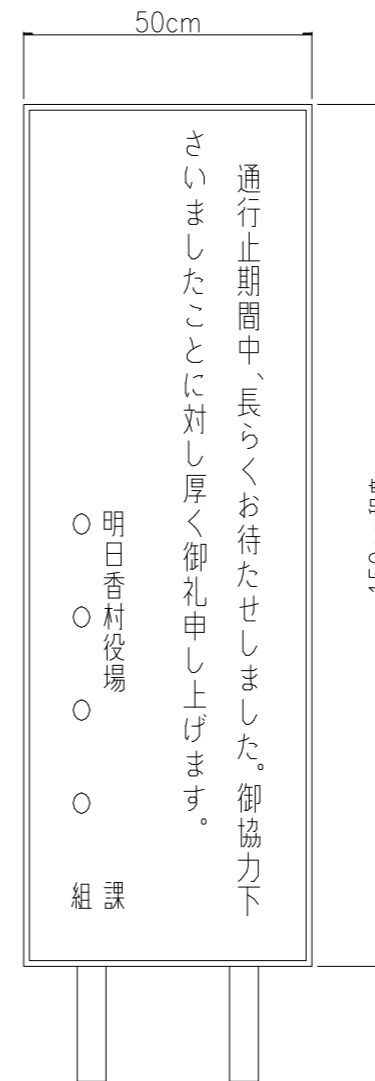 50cm
通行止期間中、長らくお待たせしました。御協力下
さいましたことに対し厚く御礼申し上げます。
明日香村役場 課
○ ○ ○ ○ 組